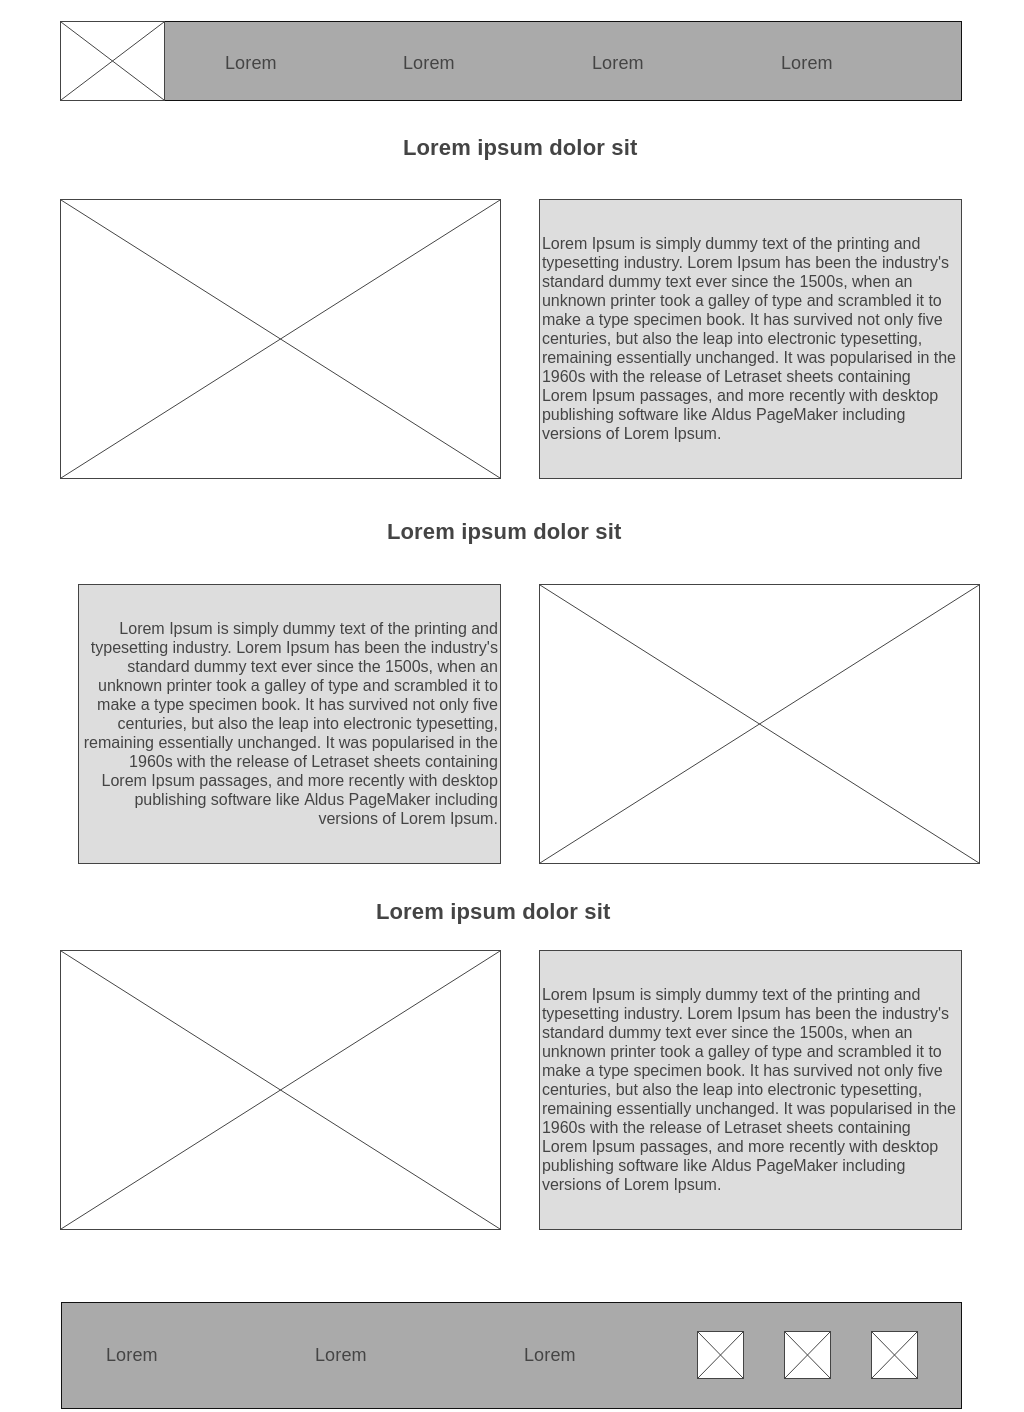 Lorem Lorem Lorem Lorem
Lorem ipsum dolor sit
Lorem Ipsum is simply dummy text of the printing and
typesetting industry. Lorem Ipsum has been the industry's
standard dummy text ever since the 1500s, when an
unknown printer took a galley of type and scrambled it to
make a type specimen book. It has survived not only five
centuries, but also the leap into electronic typesetting,
remaining essentially unchanged. It was popularised in the
1960s with the release of Letraset sheets containing
Lorem Ipsum passages, and more recently with desktop
publishing software like Aldus PageMaker including
versions of Lorem Ipsum.
Lorem ipsum dolor sit
Lorem Ipsum is simply dummy text of the printing and
typesetting industry. Lorem Ipsum has been the industry's
standard dummy text ever since the 1500s, when an
unknown printer took a galley of type and scrambled it to
make a type specimen book. It has survived not only five
centuries, but also the leap into electronic typesetting,
remaining essentially unchanged. It was popularised in the
1960s with the release of Letraset sheets containing
Lorem Ipsum passages, and more recently with desktop
publishing software like Aldus PageMaker including
versions of Lorem Ipsum.
Lorem ipsum dolor sit
Lorem Ipsum is simply dummy text of the printing and
typesetting industry. Lorem Ipsum has been the industry's
standard dummy text ever since the 1500s, when an
unknown printer took a galley of type and scrambled it to
make a type specimen book. It has survived not only five
centuries, but also the leap into electronic typesetting,
remaining essentially unchanged. It was popularised in the
1960s with the release of Letraset sheets containing
Lorem Ipsum passages, and more recently with desktop
publishing software like Aldus PageMaker including
versions of Lorem Ipsum.
Lorem Lorem Lorem